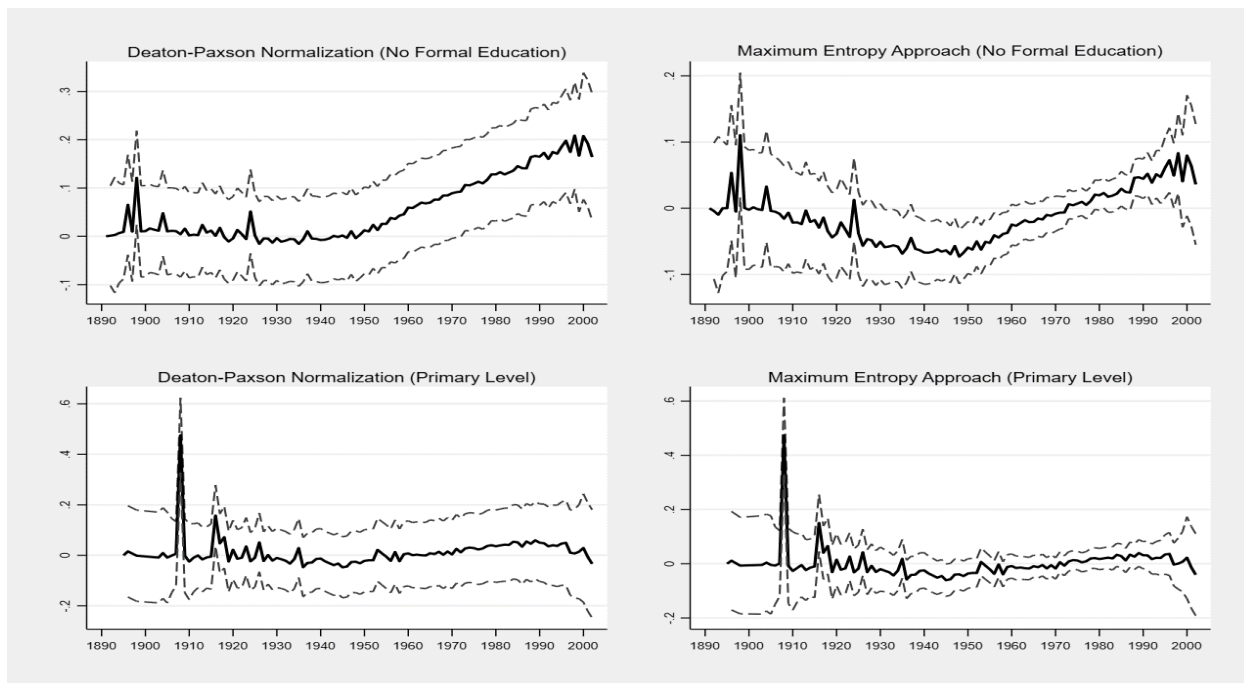 Deaton-Paxson Normalization (No Formal Education)
.3
.2
.1
0
-.1
1890 1900 1910 1920 1930 1940 1950 1960 1970 1980 1990 2000
Maximum Entropy Approach (No Formal Education)
.2
.1
0
-.1
1890 1900 1910 1920 1930 1940 1950 1960 1970 1980 1990 2000
Deaton-Paxson Normalization (Primary Level)
.6
.4
.2
0
-.2
1890 1900 1910 1920 1930 1940 1950 1960 1970 1980 1990 2000
Maximum Entropy Approach (Primary Level)
.6
.4
.2
0
-.2
1890 1900 1910 1920 1930 1940 1950 1960 1970 1980 1990 2000